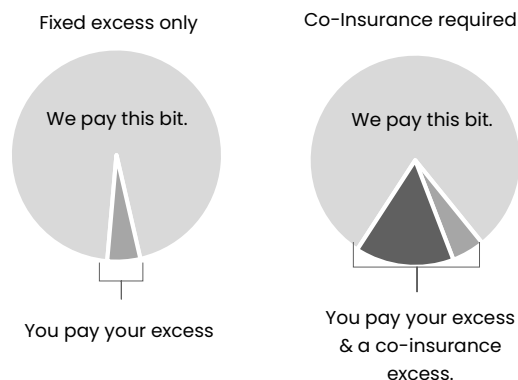 Fixed excess only
We pay this bit.
You pay your excess
Co-Insurance required
We pay this bit.
You pay your excess
& a co-insurance
excess.